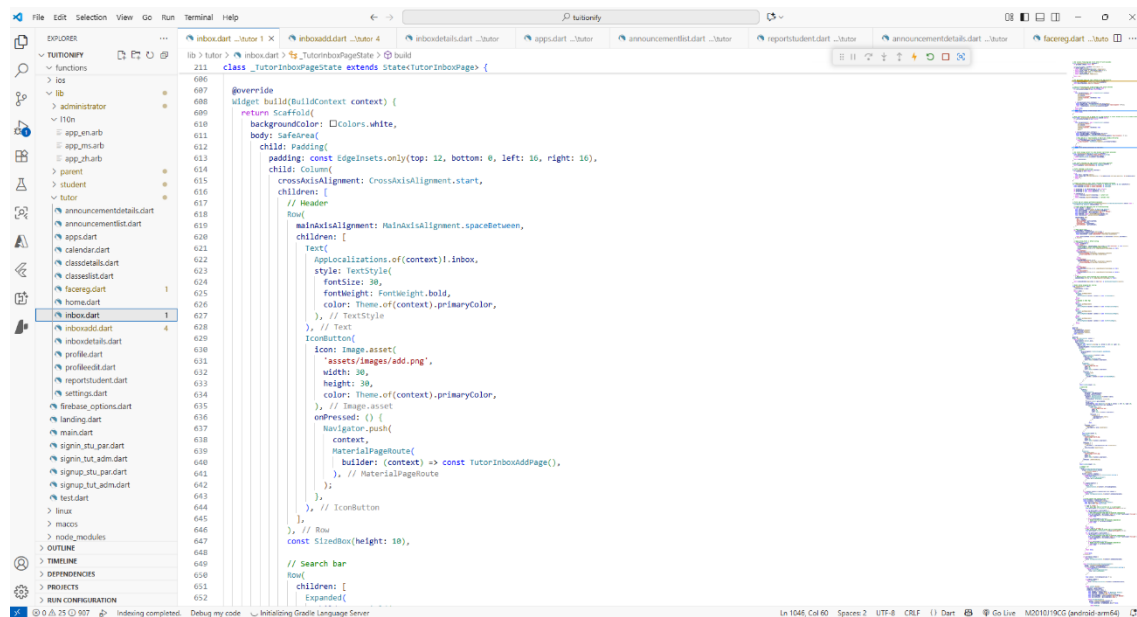 File Edit Selection View Go Run Terminal Help
tuitionify
EXPLORER
TUITIONIFY
functions
ios
lib
administrator
l10n
app_en.arb
app_ms.arb
app_zh.arb
parent
student
tutor
announcementdetails.dart
announcementlist.dart
apps.dart
calendar.dart
classdetails.dart
classeslist.dart
facereg.dart 1
home.dart
inbox.dart 1
inboxadd.dart 4
inboxdetails.dart
profile.dart
profileedit.dart
reportstudent.dart
settings.dart
firebase_options.dart
landing.dart
main.dart
signin_stu_par.dart
signin_tut_adm.dart
signup_stu_par.dart
signup_tut_adm.dart
test.dart
linux
macos
node_modules
OUTLINE
TIMELINE
DEPENDENCIES
PROJECTS
RUN CONFIGURATION
inbox.dart ...\tutor 1 inboxadd.dart ...\tutor 4 inboxdetails.dart ...\tutor apps.dart ...\tutor announcementlist.dart ...\tutor reportstudent.dart ...\tutor announcementdetails.dart ...\tutor facereg.dart ...\tuto
lib > tutor > inbox.dart > _TutorInboxPageState > build
211 class _TutorInboxPageState extends State<TutorInboxPage> {
606
607 @override
608 Widget build(BuildContext context) {
609 return Scaffold(
610 backgroundColor: Colors.white,
611 body: SafeArea(
612 child: Padding(
613 padding: const EdgeInsets.only(top: 12, bottom: 0, left: 16, right: 16),
614 child: Column(
615 crossAxisAlignment: CrossAxisAlignment.start,
616 children: [
617 // Header
618 Row(
619 mainAxisAlignment: MainAxisAlignment.spaceBetween,
620 children: [
621 Text(
622 AppLocalizations.of(context)!.inbox,
623 style: TextStyle(
624 fontSize: 30,
625 fontWeight: FontWeight.bold,
626 color: Theme.of(context).primaryColor,
627 ), // TextStyle
628 ), // Text
629 IconButton(
630 icon: Image.asset(
631 'assets/images/add.png',
632 width: 30,
633 height: 30,
634 color: Theme.of(context).primaryColor,
635 ), // Image.asset
636 onPressed: () {
637 Navigator.push(
638 context,
639 MaterialPageRoute(
640 builder: (context) => const TutorInboxAddPage(),
641 ), // MaterialPageRoute
642 );
643 },
644 ), // IconButton
645 ],
646 ), // Row
647 const SizedBox(height: 10),
648
649 // Search bar
650 Row(
651 children: [
652 Expanded(
0 25 907 Indexing completed. Debug my code Initializing Gradle Language Server Ln 1046, Col 60 Spaces: 2 UTF-8 CRLF {} Dart Go Live M2010J19CG (android-arm64)